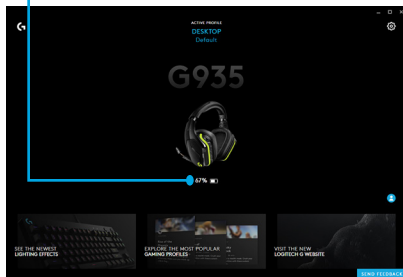 ACTIVE PROFILE
DESKTOP
Default
G935
67%
SEE THE NEWEST
LIGHTING EFFECTS
EXPLORE THE MOST POPULAR
GAMING PROFILES
VISIT THE NEW
LOGITECH G WEBSITE
SEND FEEDBACK